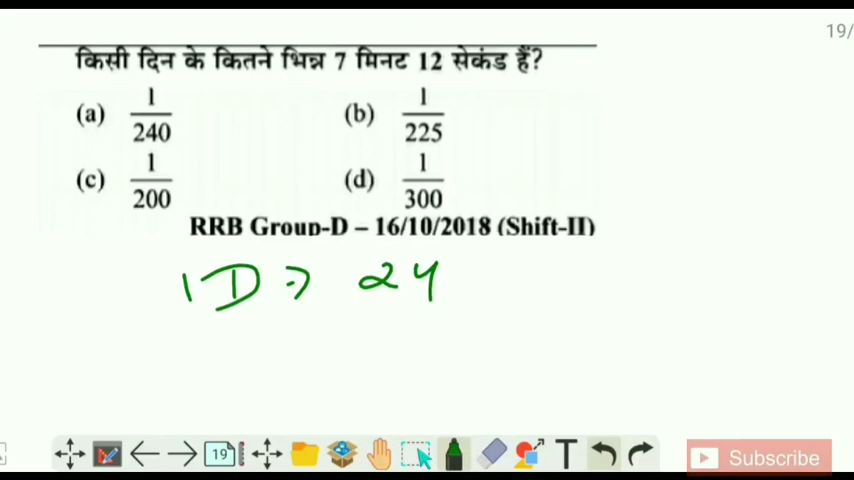 19/
किसी दिन के कितने भिन्न 7 मिनट 12 सेकंड हैं?
(a) 1/240 (b) 1/225
(c) 1/200 (d) 1/300
RRB Group-D – 16/10/2018 (Shift-II)
1D ⇒ 24
19
T
Subscribe